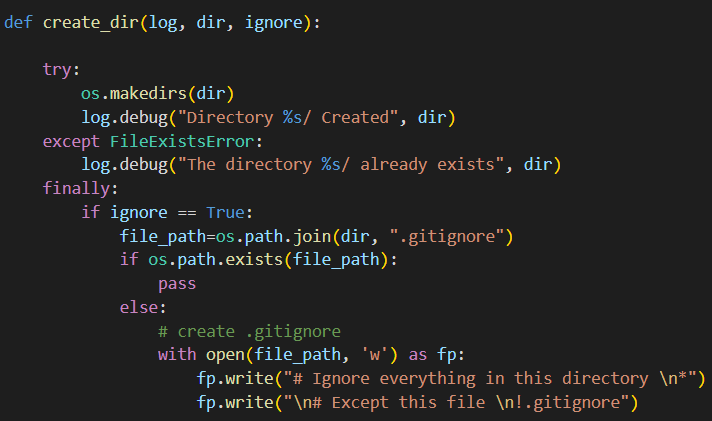 def create_dir(log, dir, ignore):
    try:
        os.makedirs(dir)
        log.debug("Directory %s/ Created", dir)
    except FileExistsError:
        log.debug("The directory %s/ already exists", dir)
    finally:
        if ignore == True:
            file_path=os.path.join(dir, ".gitignore")
            if os.path.exists(file_path):
                pass
            else:
                # create .gitignore
                with open(file_path, 'w') as fp:
                    fp.write("# Ignore everything in this directory \n*")
                    fp.write("\n# Except this file \n!.gitignore")